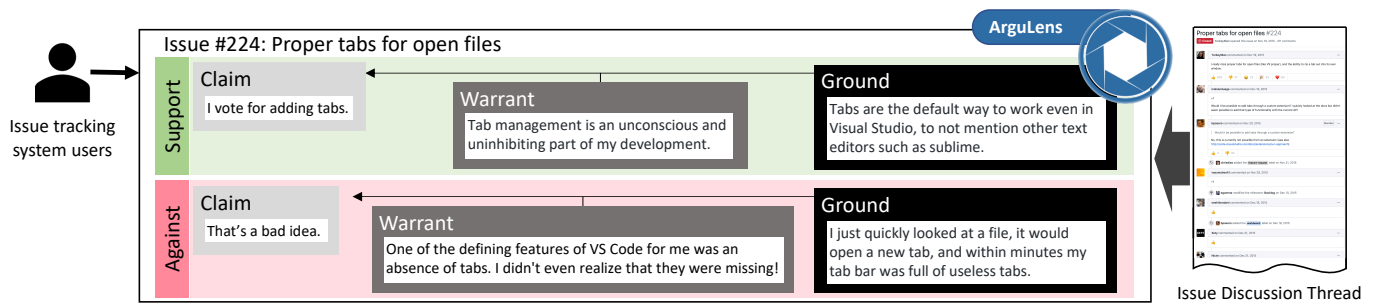 ArguLens
Issue #224: Proper tabs for open files
Issue tracking
system users
Support
Claim
I vote for adding tabs.
Warrant
Tab management is an unconscious and
uninhibiting part of my development.
Ground
Tabs are the default way to work even in
Visual Studio, to not mention other text
editors such as sublime.
Against
Claim
That's a bad idea.
Warrant
One of the defining features of VS Code for me was an
absence of tabs. I didn't even realize that they were missing!
Ground
I just quickly looked at a file, it would
open a new tab, and within minutes my
tab bar was full of useless tabs.
Proper tabs for open files #224
Issue Discussion Thread